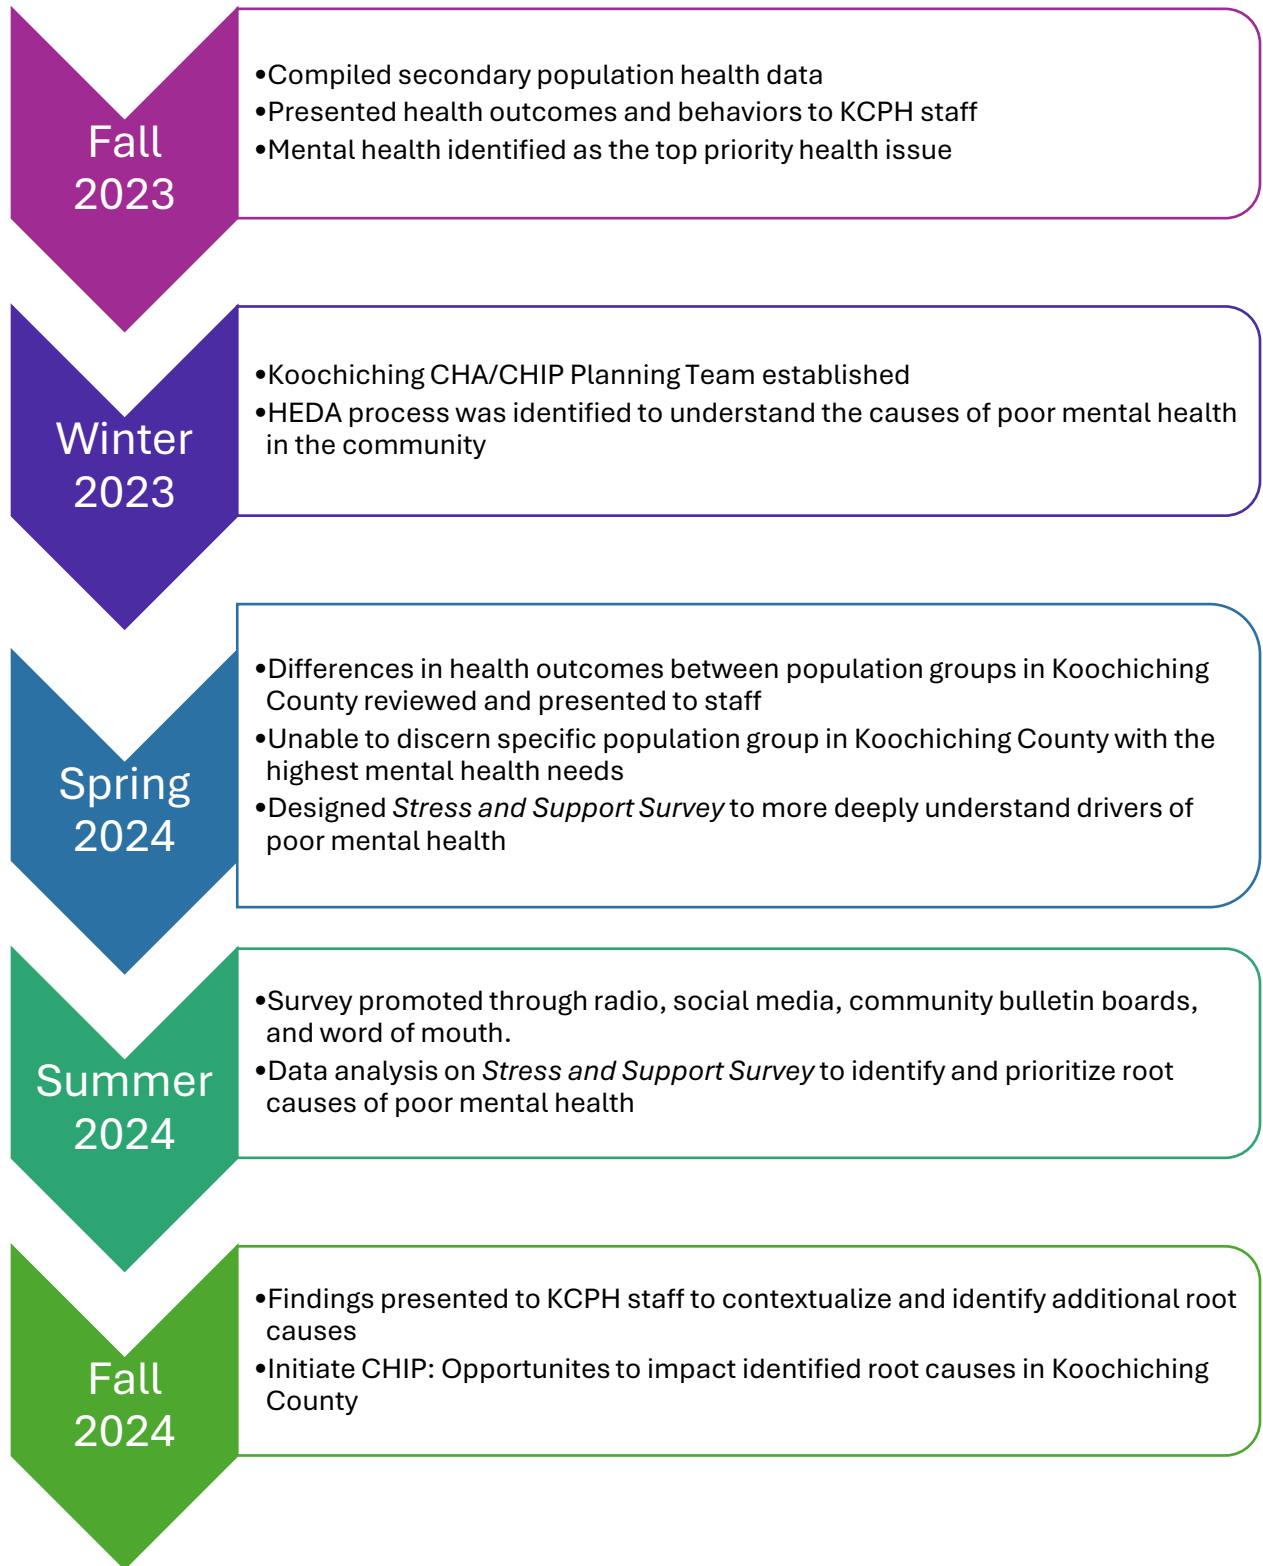 Fall
2023
•Compiled secondary population health data
•Presented health outcomes and behaviors to KCPH staff
•Mental health identified as the top priority health issue
Winter
2023
•Koochiching CHA/CHIP Planning Team established
•HEDA process was identified to understand the causes of poor mental health
in the community
Spring
2024
•Differences in health outcomes between population groups in Koochiching
County reviewed and presented to staff
•Unable to discern specific population group in Koochiching County with the
highest mental health needs
•Designed Stress and Support Survey to more deeply understand drivers of
poor mental health
Summer
2024
•Survey promoted through radio, social media, community bulletin boards,
and word of mouth.
•Data analysis on Stress and Support Survey to identify and prioritize root
causes of poor mental health
Fall
2024
•Findings presented to KCPH staff to contextualize and identify additional root
causes
•Initiate CHIP: Opportunites to impact identified root causes in Koochiching
County